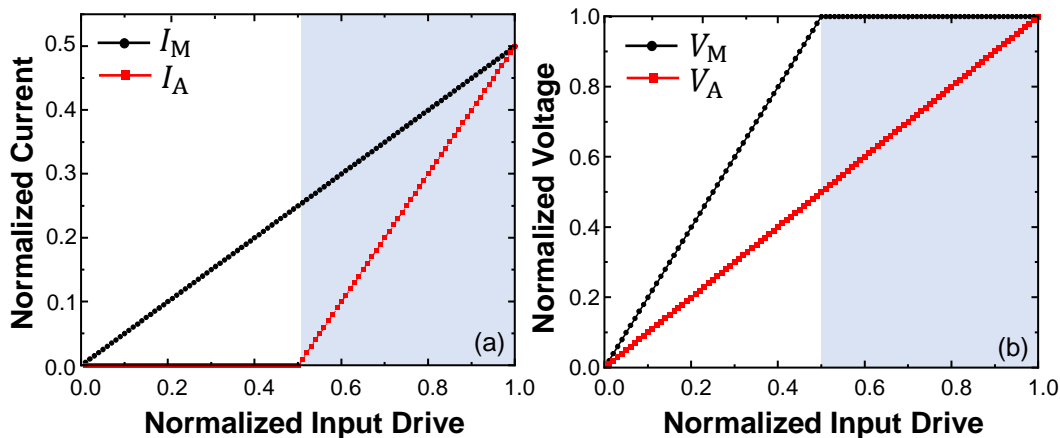 Normalized Current
0.5
0.4
0.3
0.2
0.1
0.0
I_M
I_A
(a)
0.0 0.2 0.4 0.6 0.8 1.0
Normalized Input Drive
Normalized Voltage
1.0
0.8
0.6
0.4
0.2
0.0
V_M
V_A
(b)
0.0 0.2 0.4 0.6 0.8 1.0
Normalized Input Drive